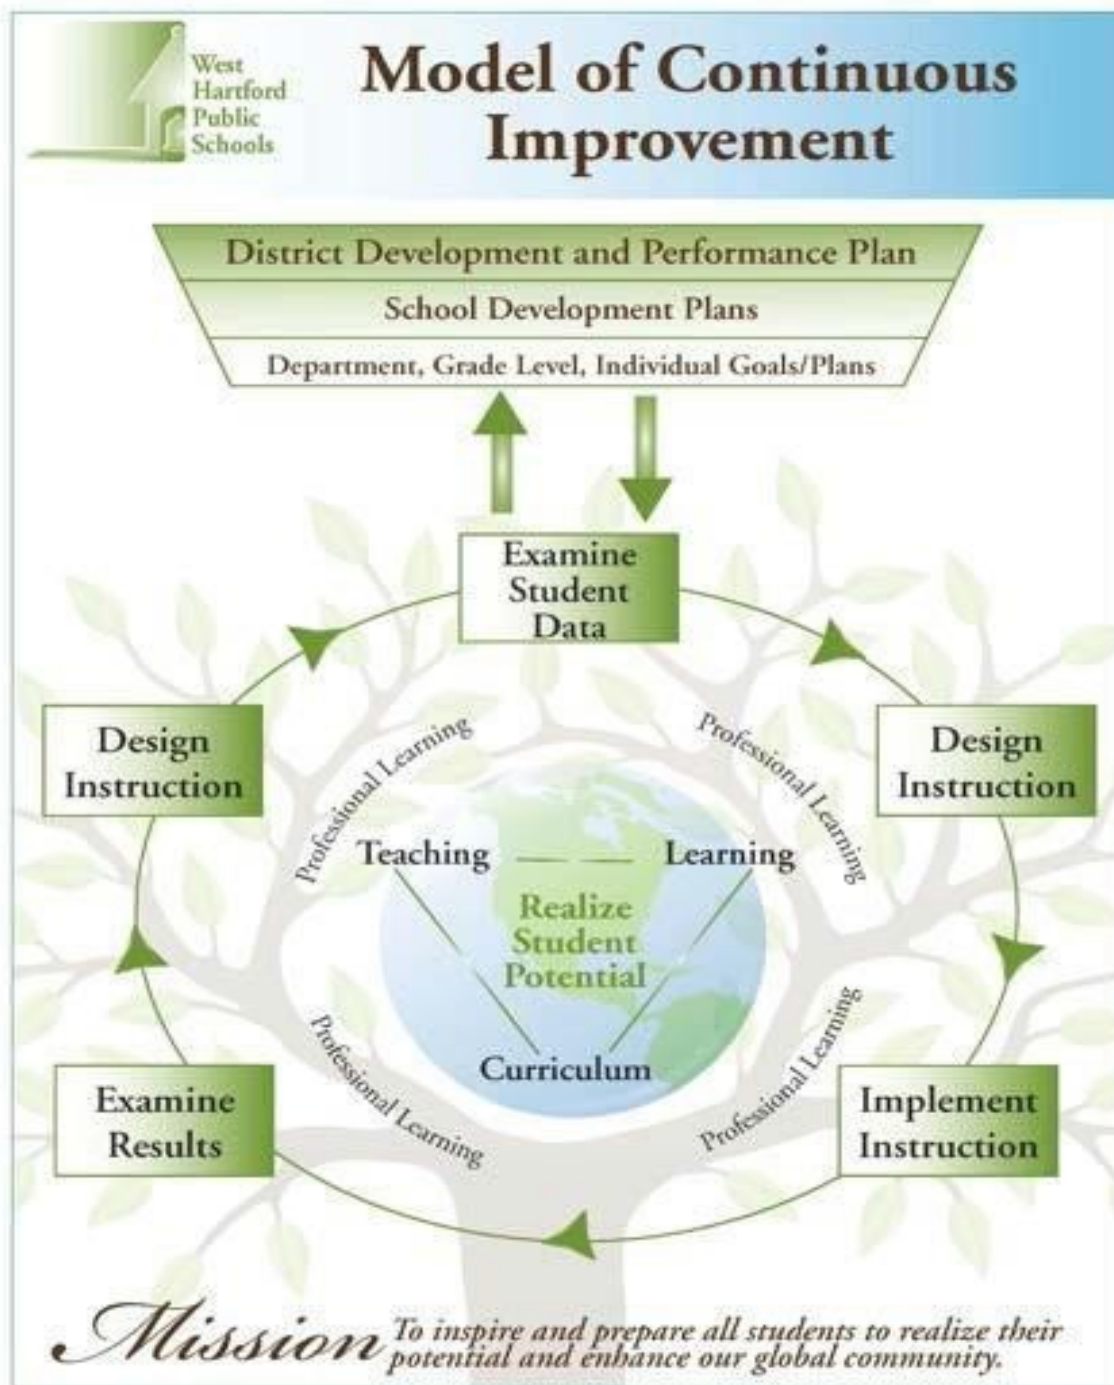 West
Hartford
Public
Schools
Model of Continuous
Improvement
District Development and Performance Plan
School Development Plans
Department, Grade Level, Individual Goals/Plans
Examine
Student
Data
Design
Instruction
Design
Instruction
Professional Learning
Professional Learning
Teaching
Learning
Realize
Student
Potential
Curriculum
Professional Learning
Professional Learning
Examine
Results
Implement
Instruction
Mission
To inspire and prepare all students to realize their
potential and enhance our global community.